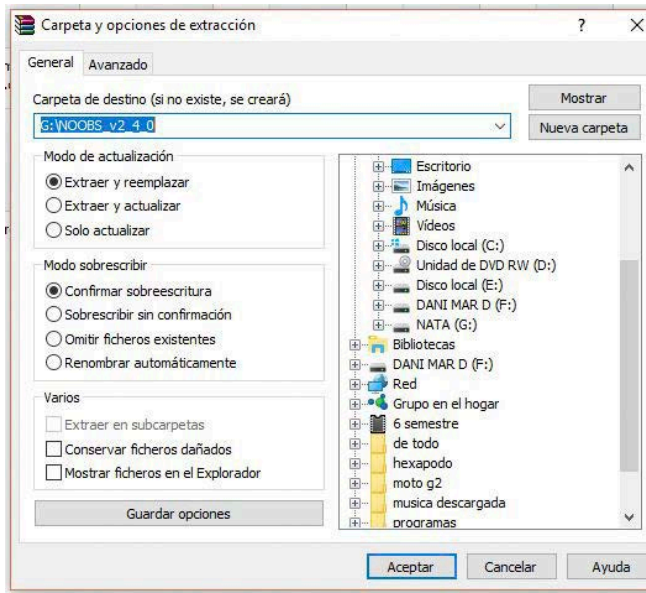 Carpeta y opciones de extracción
?
General
Avanzado
Carpeta de destino (si no existe, se creará)
Mostrar
G:\NOOBS_v2_4_0
Nueva carpeta
Modo de actualización
Extraer y reemplazar
Extraer y actualizar
Solo actualizar
Modo sobrescribir
Confirmar sobreescritura
Sobrescribir sin confirmación
Omitir ficheros existentes
Renombrar automáticamente
Varios
Extraer en subcarpetas
Conservar ficheros dañados
Mostrar ficheros en el Explorador
Guardar opciones
Escritorio
Imágenes
Música
Vídeos
Disco local (C:)
Unidad de DVD RW (D:)
Disco local (E:)
DANI MAR D (F:)
NATA (G:)
Bibliotecas
DANI MAR D (F:)
Red
Grupo en el hogar
6 semestre
de todo
hexapodo
moto g2
musica descargada
programas
Aceptar
Cancelar
Ayuda